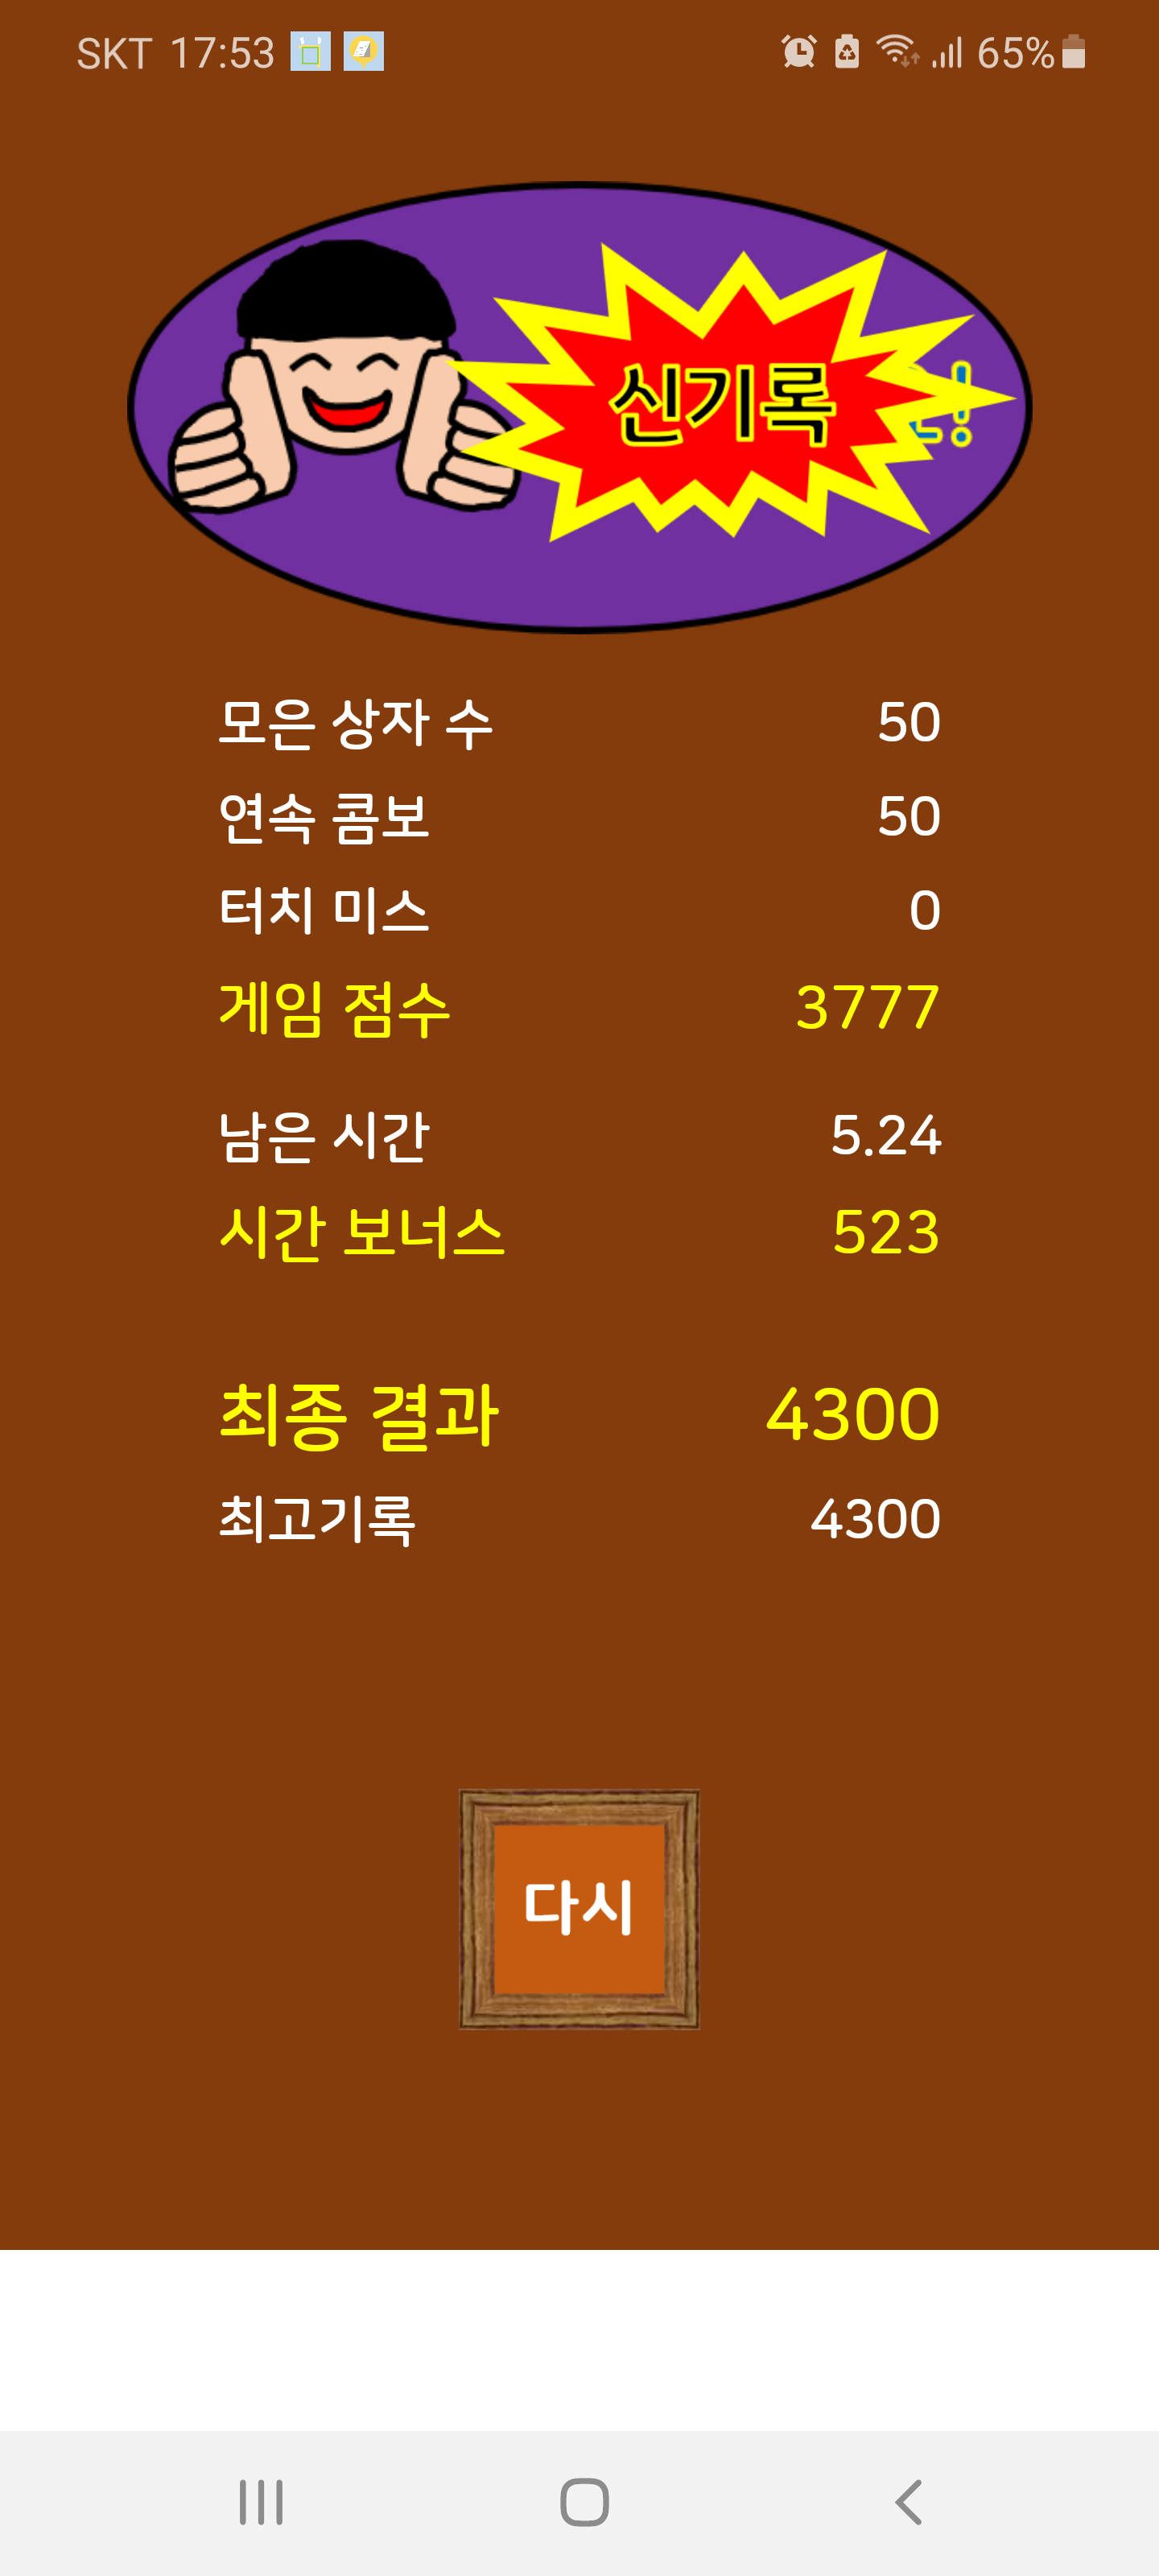 SKT 17:53 65%
신기록
!
모은 상자 수 50
연속 콤보 50
터치 미스 0
게임 점수 3777
남은 시간 5.24
시간 보너스 523
최종 결과 4300
최고기록 4300
다시